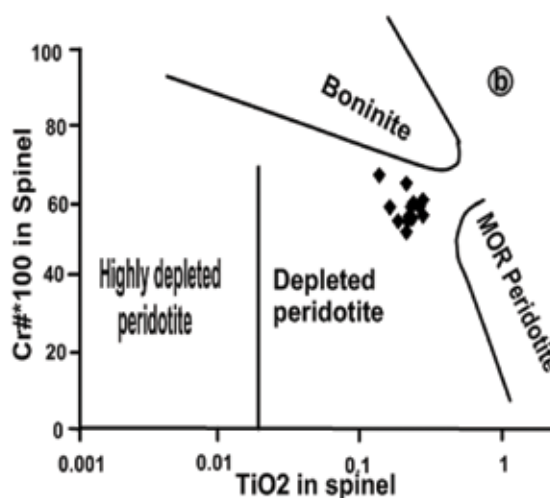 100
80
60
40
20
0
Cr#*100 in Spinel
b
Boninite
Highly depleted
peridotite
Depleted
peridotite
MOR Peridotite
0.001
0.01
0.1
1
TiO2 in spinel